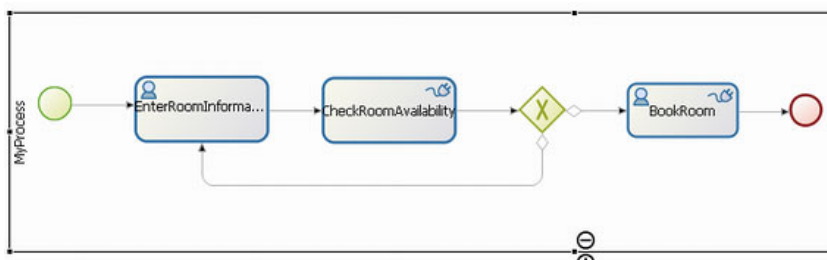 MyProcess
EnterRoomInforma...
CheckRoomAvailability
X
BookRoom